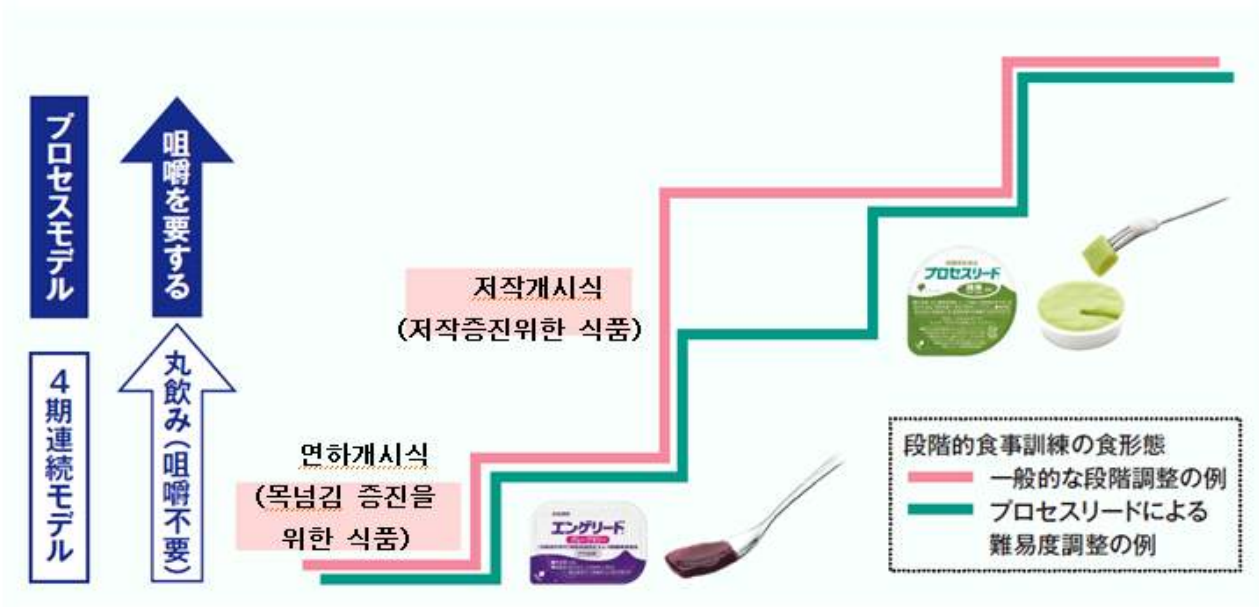 プロセスモデル
咀嚼を要する
4期連続モデル
丸飲み(咀嚼不要)
저작개시식
(저작증진위한 식품)
연하개시식
(목넘김 증진을
위한 식품)
エンゲリード
プロセスリード
段階的食事訓練の食形態
一般的な段階調整の例
プロセスリードによる
難易度調整の例